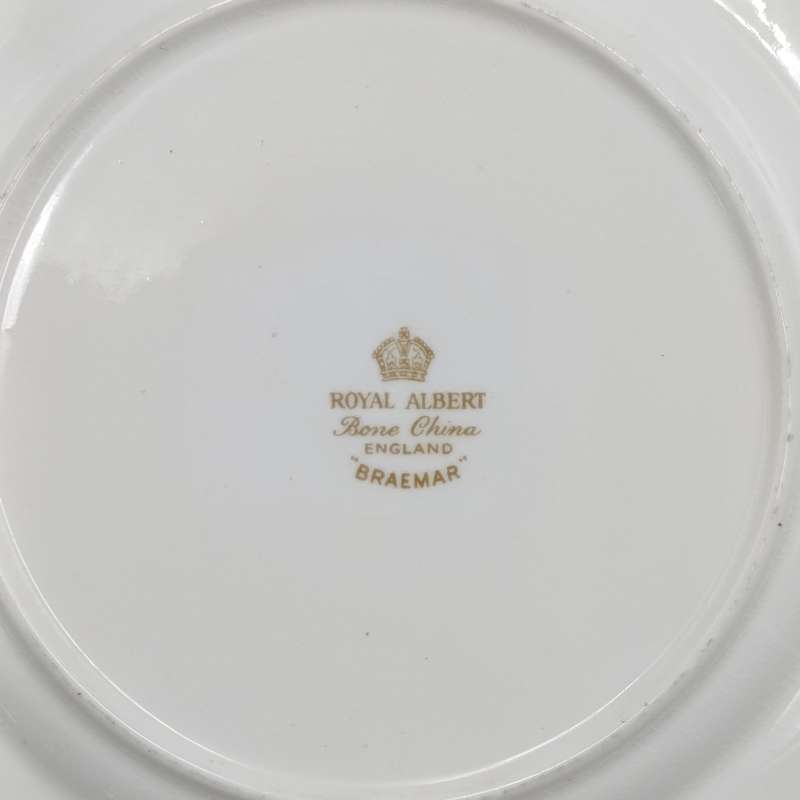 ROYAL ALBERT
Bone China
ENGLAND
"BRAEMAR"